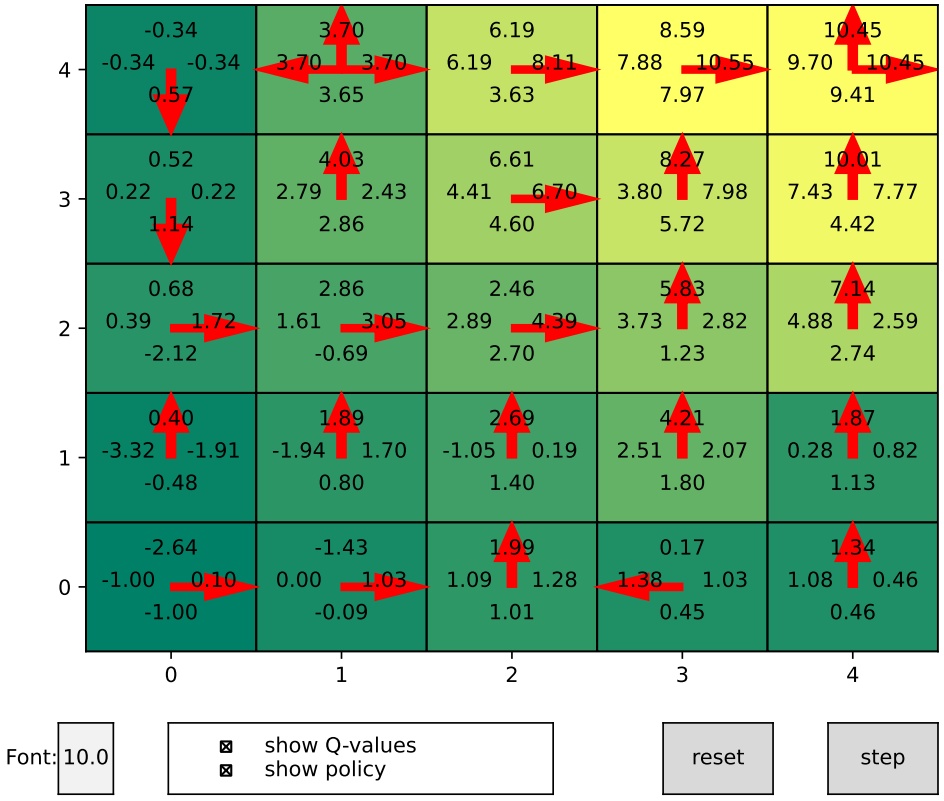 -0.34 3.70 6.19 8.59 10.45
4 -0.34 -0.34 3.70 3.70 6.19 8.11 7.88 10.55 9.70 10.45
0.57 3.65 3.63 7.97 9.41
0.52 4.03 6.61 8.27 10.01
3 0.22 0.22 2.79 2.43 4.41 6.70 3.80 7.98 7.43 7.77
1.14 2.86 4.60 5.72 4.42
0.68 2.86 2.46 5.83 7.14
2 0.39 1.72 1.61 3.05 2.89 4.39 3.73 2.82 4.88 2.59
-2.12 -0.69 2.70 1.23 2.74
0.40 1.89 2.69 4.21 1.87
1 -3.32 -1.91 -1.94 1.70 -1.05 0.19 2.51 2.07 0.28 0.82
-0.48 0.80 1.40 1.80 1.13
-2.64 -1.43 1.99 0.17 1.34
0 -1.00 0.10 0.00 1.03 1.09 1.28 1.38 1.03 1.08 0.46
-1.00 -0.09 1.01 0.45 0.46
0 1 2 3 4
Font: 10.0
show Q-values
show policy
reset
step